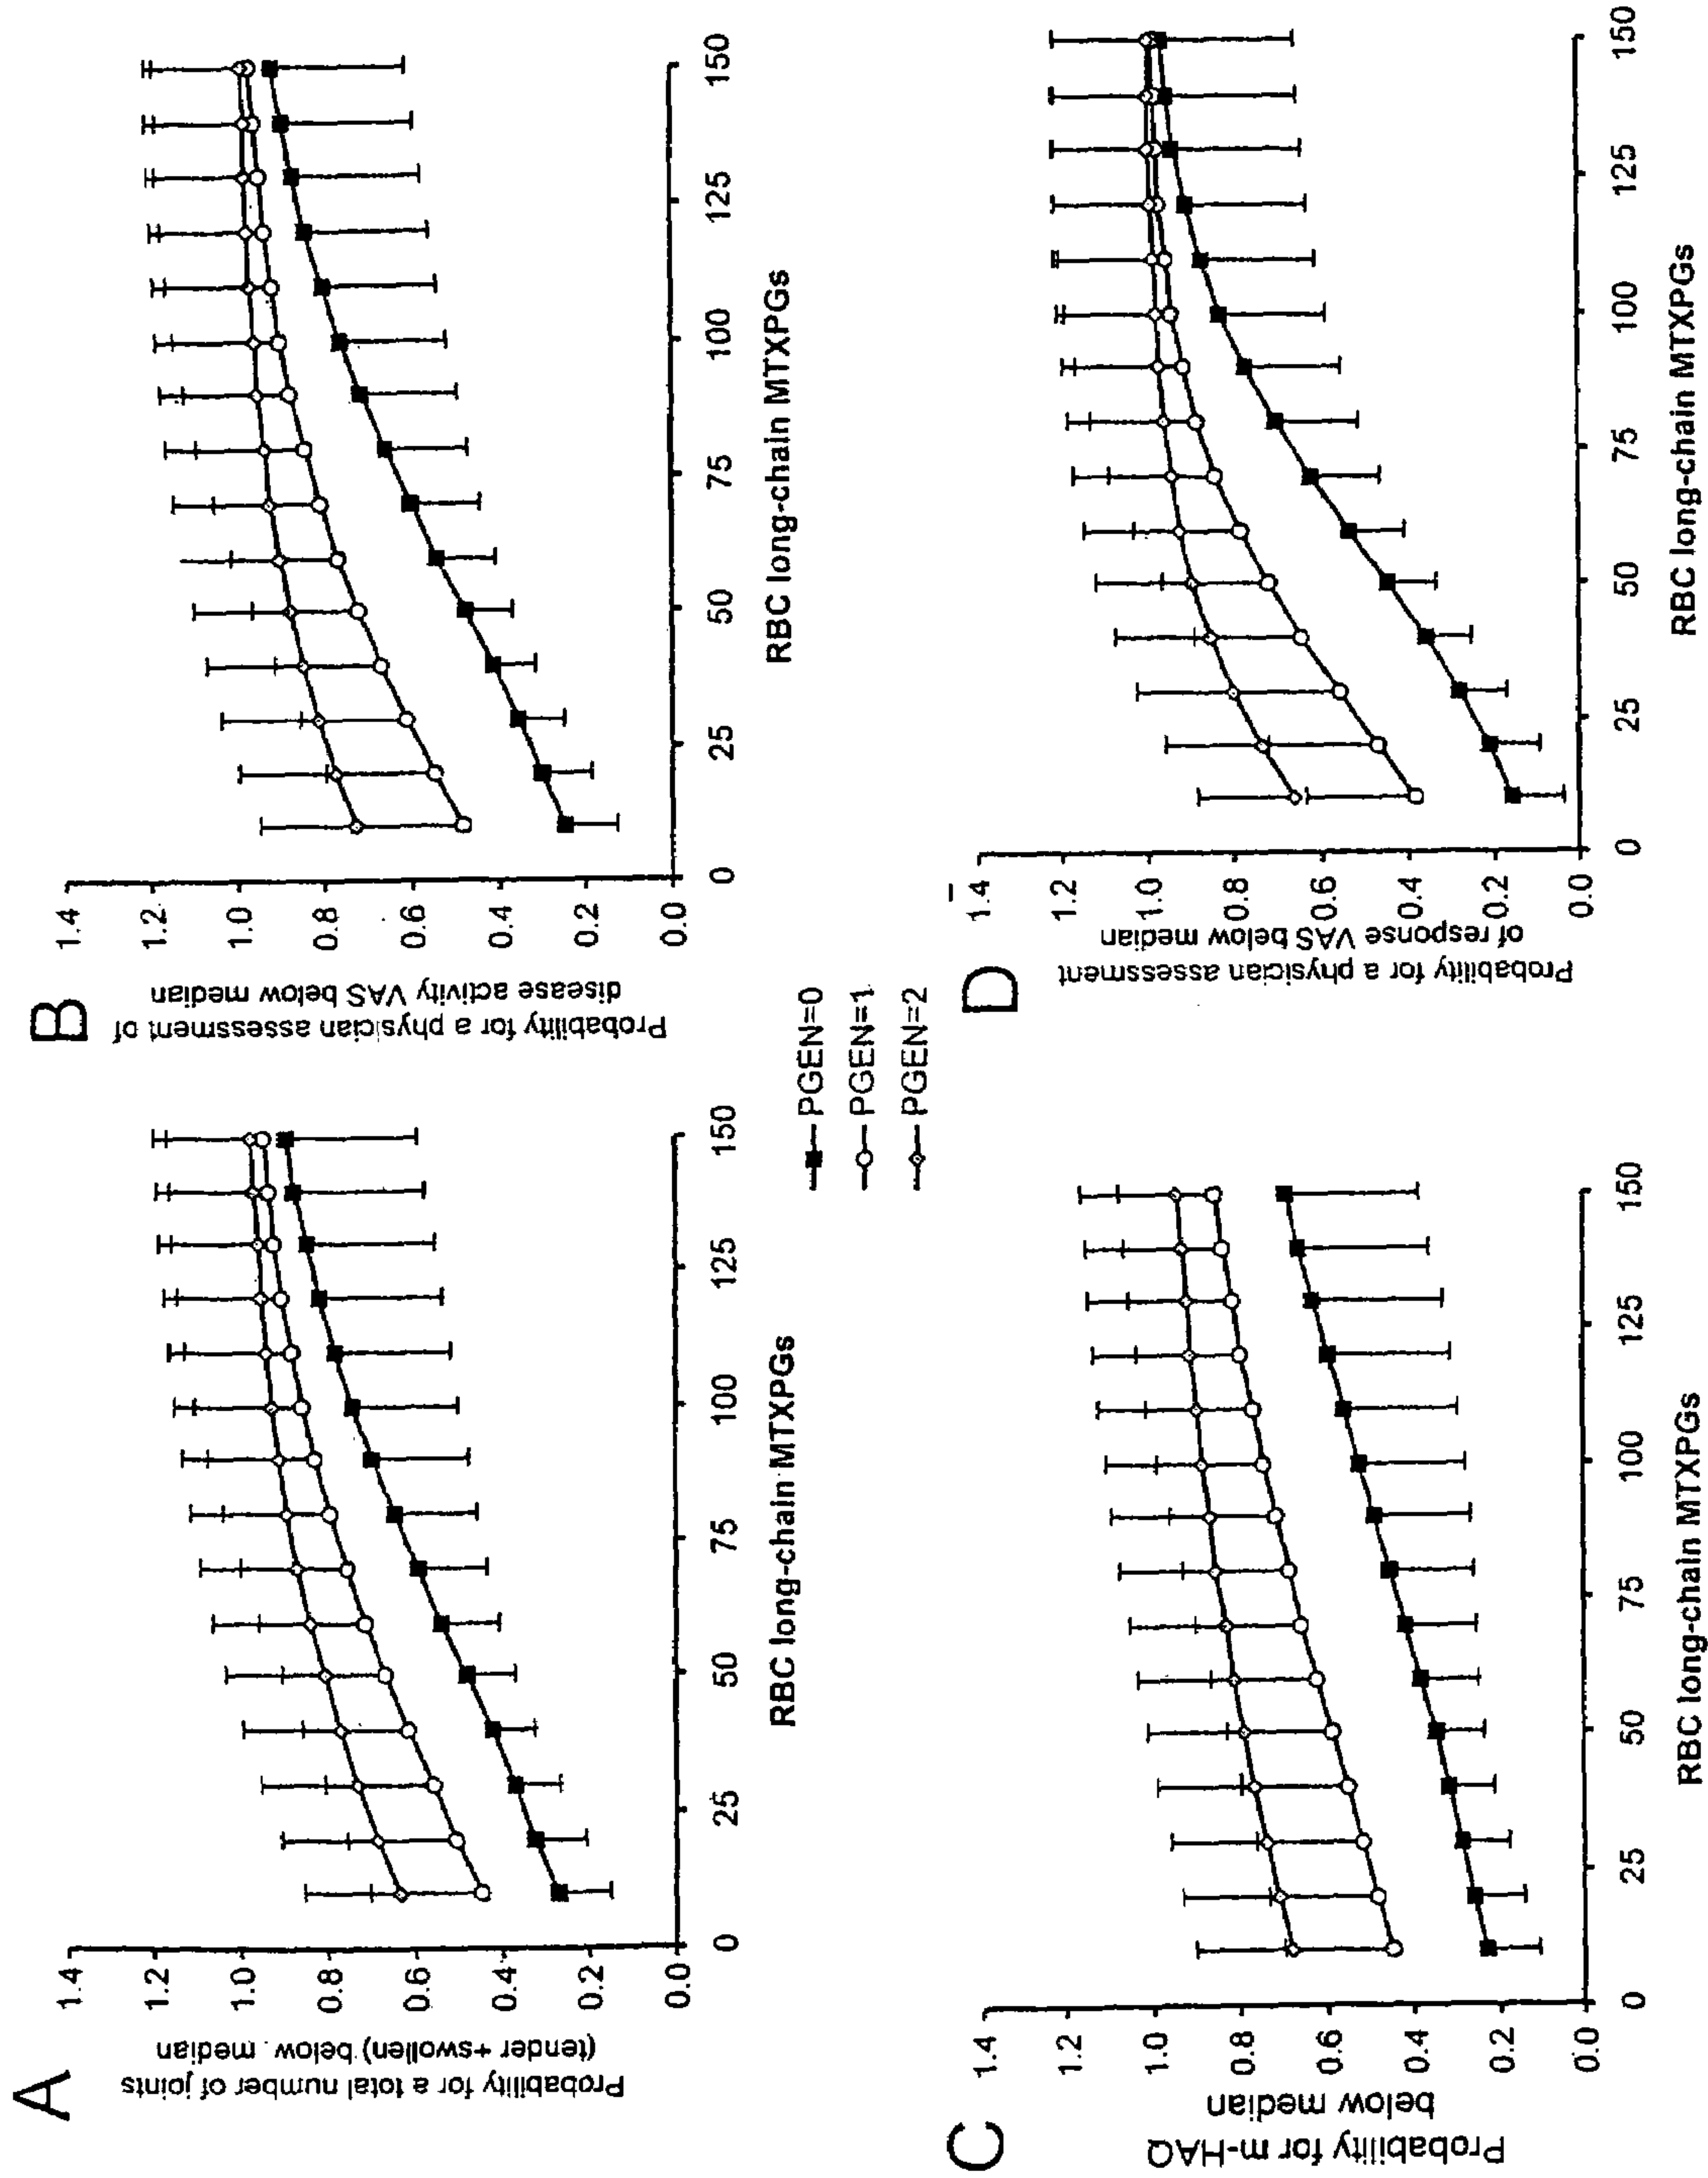 A
Probability for a total number of joints
(tender +swollen) below median
1.4
1.2
1.0
0.8
0.6
0.4
0.2
0.0
0 25 50 75 100 125 150
RBC long-chain MTXPGs
B
Probability for a physician assessment of
disease activity VAS below median
1.4
1.2
1.0
0.8
0.6
0.4
0.2
0.0
0 25 50 75 100 125 150
RBC long-chain MTXPGs
PGEN=0
PGEN=1
PGEN=2
C
Probability for m-HAQ
below median
1.4
1.2
1.0
0.8
0.6
0.4
0.2
0.0
0 25 50 75 100 125 150
RBC long-chain MTXPGs
D
Probability for a physician assessment
of response VAS below median
1.4
1.2
1.0
0.8
0.6
0.4
0.2
0.0
0 25 50 75 100 125 150
RBC long-chain MTXPGs